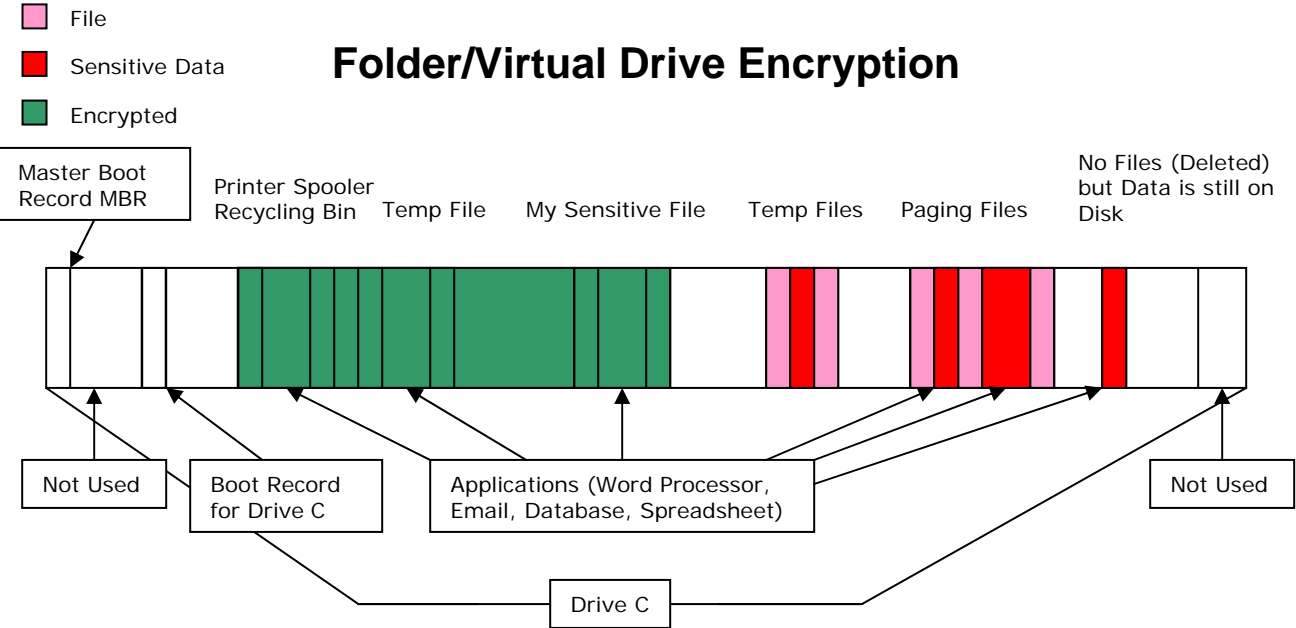 File
Sensitive Data
Encrypted
Folder/Virtual Drive Encryption
Master Boot
Record MBR
Printer Spooler
Recycling Bin
Temp File
My Sensitive File
Temp Files
Paging Files
No Files (Deleted)
but Data is still on
Disk
Not Used
Boot Record
for Drive C
Applications (Word Processor,
Email, Database, Spreadsheet)
Not Used
Drive C